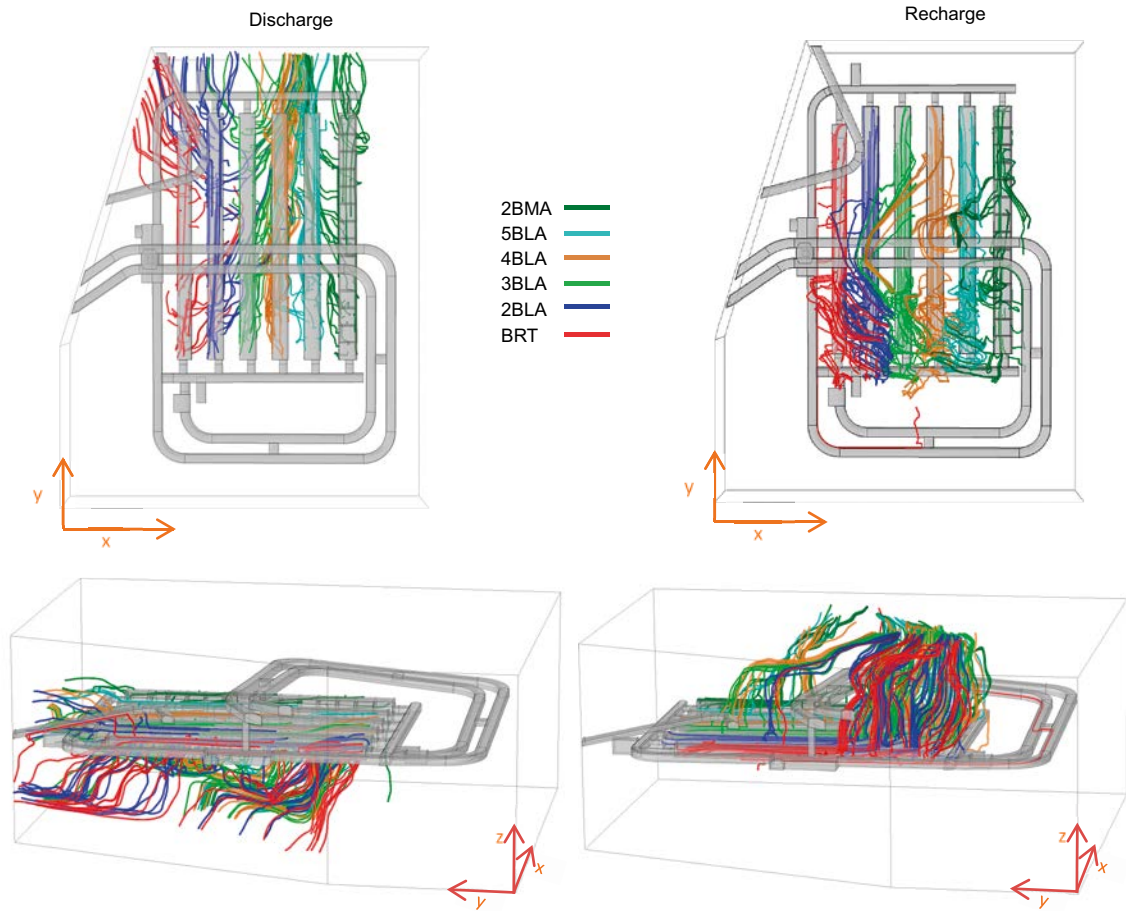 Discharge
Recharge
2BMA
5BLA
4BLA
3BLA
2BLA
BRT
y
x
y
x
z
x
y
z
x
y